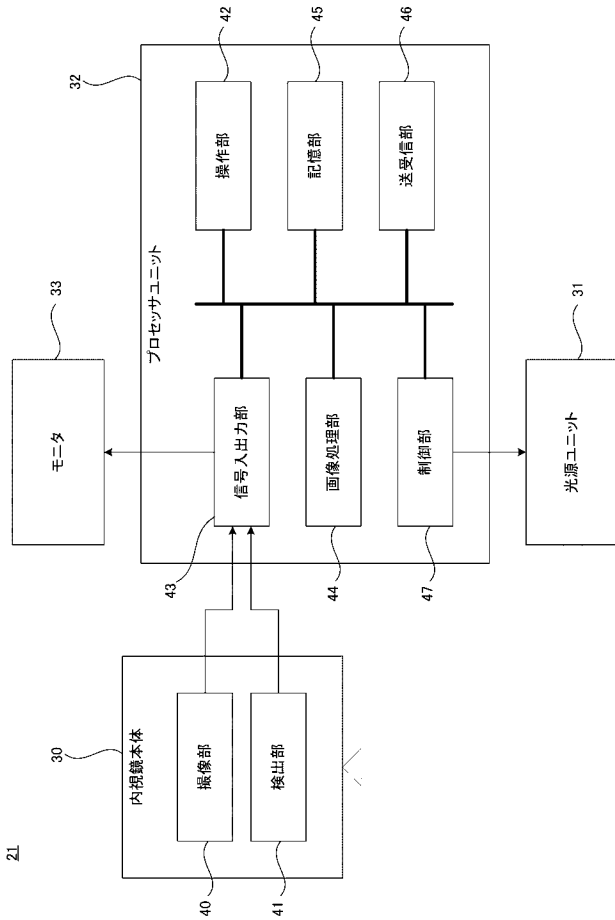 21
30
内視鏡本体
撮像部
40
検出部
41
モニタ
33
32
プロセッサユニット
信号入出力部
43
画像処理部
44
制御部
47
操作部
42
記憶部
45
送受信部
46
光源ユニット
31